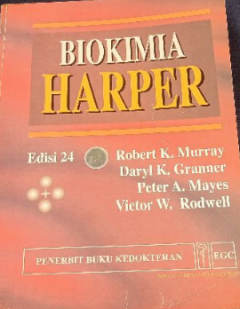 BIOKIMIA
HARPER
Edisi 24
Robert K. Murray
Daryl K. Granner
Peter A. Mayes
Victor W. Rodwell
PENERBIT BUKU KEDOKTERAN
EGC